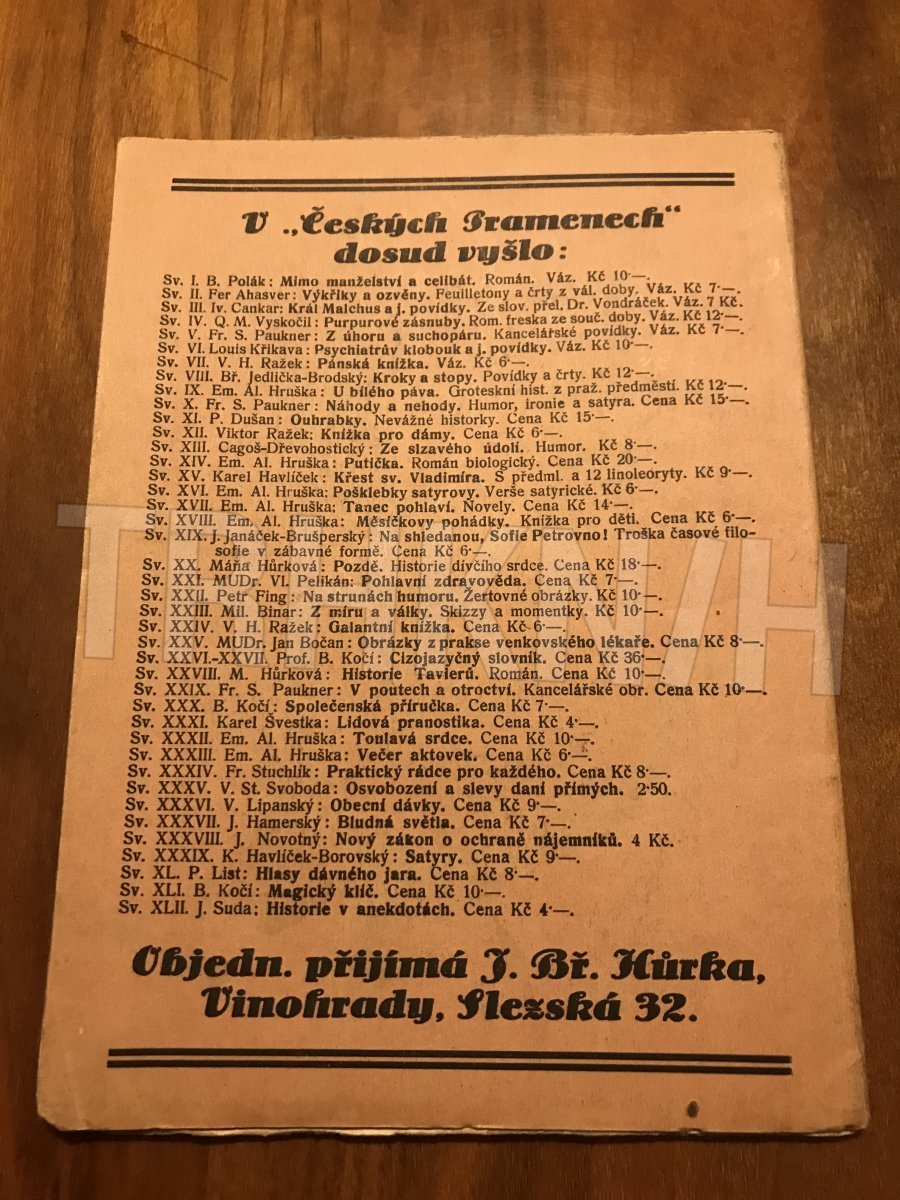 V „Českých Pramenech“
dosud vyšlo:
Sv. I. B. Polák: Mimo manželství a celibát. Román. Váz. Kč 10·—.
Sv. II. Fer Ahasver: Výkřiky a ozvěny. Feuilletony a črty z vál. doby. Váz. Kč 7·—.
Sv. III. Iv. Cankar: Král Malchus a j. povídky. Ze slov. přel. Dr. Vondráček. Váz. 7 Kč.
Sv. IV. Q. M. Vyskočil: Purpurové zásnuby. Rom. freska ze souč. doby. Váz. Kč 12·—.
Sv. V. Fr. S. Paukner: Z úhoru a suchopáru. Kancelářské povídky. Váz. Kč 7·—.
Sv. VI. Louis Křikava: Psychiatrův klobouk a j. povídky. Váz. Kč 10·—.
Sv. VII. V. H. Ražek: Pánská knížka. Váz. Kč 6·—.
Sv. VIII. Bř. Jedlička-Brodský: Kroky a stopy. Povídky a črty. Kč 12·—.
Sv. IX. Em. Al. Hruška: U bílého páva. Groteskní hist. z praž. předměstí. Kč 12·—.
Sv. X. Fr. S. Paukner: Náhody a nehody. Humor, ironie a satyra. Cena Kč 15·—.
Sv. XI. P. Dušan: Ouhrabky. Nevážné historky. Cena Kč 15·—.
Sv. XII. Viktor Ražek: Knížka pro dámy. Cena Kč 6·—.
Sv. XIII. Cagoš-Dřevohostický: Ze slzavého údolí. Humor. Kč 8·—.
Sv. XIV. Em. Al. Hruška: Putička. Román biologický. Cena Kč 20·—.
Sv. XV. Karel Havlíček: Křest sv. Vladimíra. S předml. a 12 linoleoryty. Kč 9·—.
Sv. XVI. Em. Al. Hruška: Pošklebky satyrovy. Verše satyrické. Kč 6·—.
Sv. XVII. Em. Al. Hruška: Tanec pohlaví. Novely. Cena Kč 14·—.
Sv. XVIII. Em. Al. Hruška: Měsíčkovy pohádky. Knížka pro děti. Cena Kč 6·—.
Sv. XIX. J. Janáček-Brušperský: Na shledanou, Sofie Petrovno! Troška časové filo-
sofie v zábavné formě. Cena Kč 6·—.
Sv. XX. Máňa Hůrková: Pozdě. Historie dívčího srdce. Cena Kč 18·—.
Sv. XXI. MUDr. Vl. Pelikán: Pohlavní zdravověda. Cena Kč 7·—.
Sv. XXII. Petr Fing: Na strunách humoru. Žertovné obrázky. Kč 10·—.
Sv. XXIII. Mil. Binar: Z míru a války. Skizzy a momentky. Kč 10·—.
Sv. XXIV. V. H. Ražek: Galantní knížka. Cena Kč 6·—.
Sv. XXV. MUDr. Jan Bočan: Obrázky z prakse venkovského lékaře. Cena Kč 8·—.
Sv. XXVI.-XXVII. Prof. B. Kočí: Cizojazyčný slovník. Cena Kč 36·—.
Sv. XXVIII. M. Hůrková: Historie Tavierů. Román. Cena Kč 10·—.
Sv. XXIX. Fr. S. Paukner: V poutech a otroctví. Kancelářské obr. Cena Kč 10·—.
Sv. XXX. B. Kočí: Společenská příručka. Cena Kč 7·—.
Sv. XXXI. Karel Švestka: Lidová pranostika. Cena Kč 4·—.
Sv. XXXII. Em. Al. Hruška: Toulavá srdce. Cena Kč 10·—.
Sv. XXXIII. Em. Al. Hruška: Večer aktovek. Cena Kč 6·—.
Sv. XXXIV. Fr. Stuchlík: Praktický rádce pro každého. Cena Kč 8·—.
Sv. XXXV. V. St. Svoboda: Osvobození a slevy daní přímých. 2·50.
Sv. XXXVI. V. Lipanský: Obecní dávky. Cena Kč 9·—.
Sv. XXXVII. J. Hamerský: Bludná světla. Cena Kč 7·—.
Sv. XXXVIII. J. Novotný: Nový zákon o ochraně nájemníků. 4 Kč.
Sv. XXXIX. K. Havlíček-Borovský: Satyry. Cena Kč 9·—.
Sv. XL. P. List: Hlasy dávného jara. Cena Kč 8·—.
Sv. XLI. B. Kočí: Magický klíč. Cena Kč 10·—.
Sv. XLII. J. Suda: Historie v anekdotách. Cena Kč 4·—.
Objedn. přijímá J. Bř. Hůrka,
Vinohrady, Slezská 32.